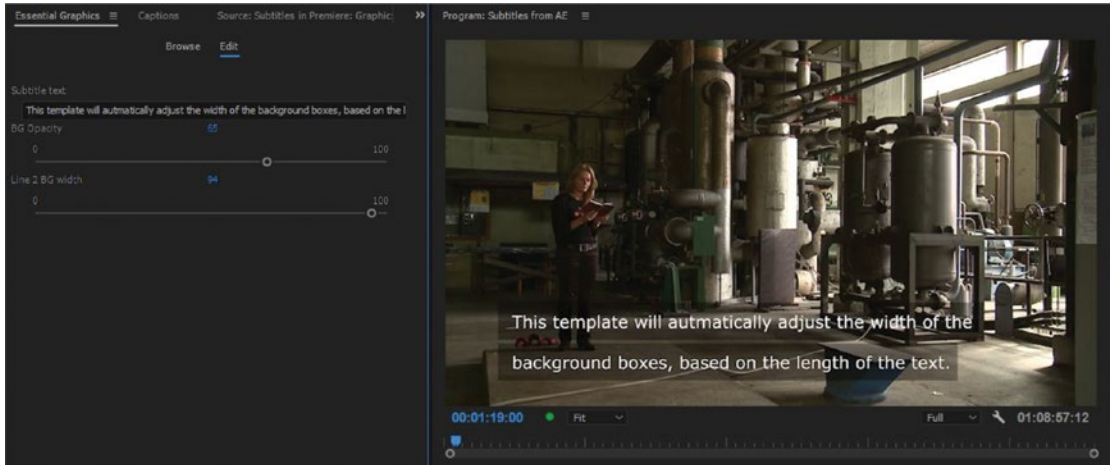 Essential Graphics
Captions
Source: Subtitles in Premiere: Graphic:
Browse
Edit
Subtitle text
This template will autmatically adjust the width of the background boxes, based on the l
BG Opacity
65
0
100
Line 2 BG width
94
0
100
Program: Subtitles from AE
This template will autmatically adjust the width of the
background boxes, based on the length of the text.
00:01:19:00
Fit
Full
01:08:57:12